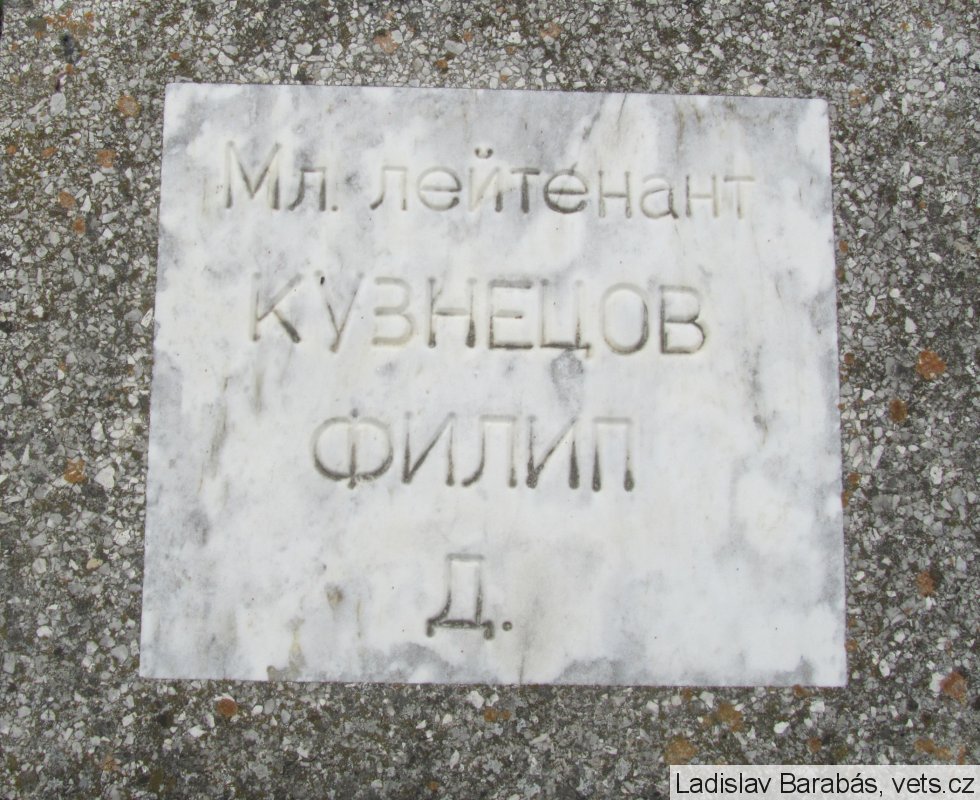 Мл. лейтенант
КУЗНЕЦОВ
ФИЛИП
Д.
Ladislav Barabás, vets.cz